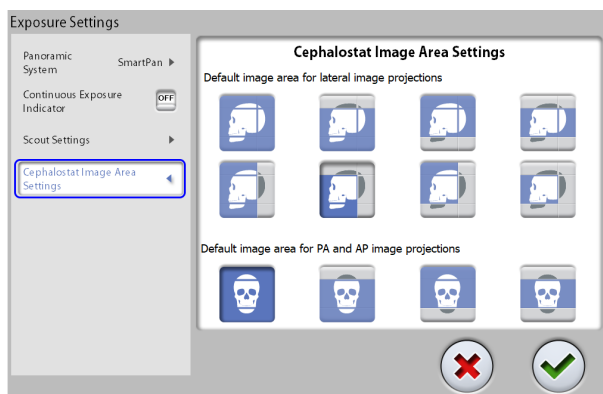 Exposure Settings
Panoramic
System
SmartPan
Continuous Exposure
Indicator
OFF
Scout Settings
Cephalostat Image Area
Settings
Cephalostat Image Area Settings
Default image area for lateral image projections
Default image area for PA and AP image projections